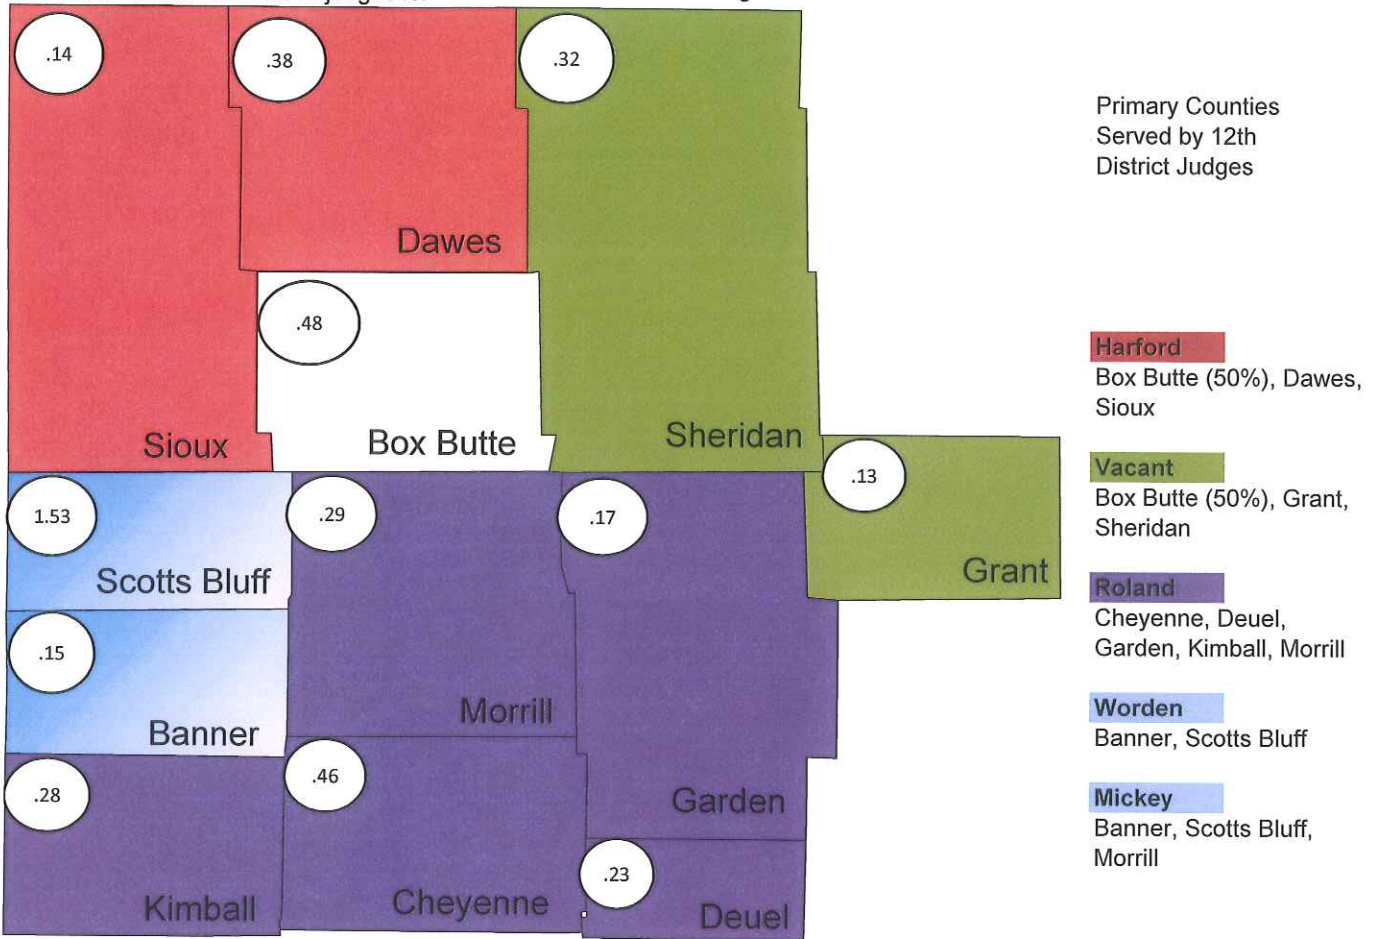 .14
.38
.32
Primary Counties
Served by 12th
District Judges
Dawes
.48
Harford
Box Butte (50%), Dawes,
Sioux
Sioux
Box Butte
Sheridan
.13
Vacant
Box Butte (50%), Grant,
Sheridan
1.53
.29
.17
Scotts Bluff
Grant
Roland
Cheyenne, Deuel,
Garden, Kimball, Morrill
.15
Banner
Morrill
Worden
Banner, Scotts Bluff
.28
.46
Garden
Mickey
Banner, Scotts Bluff,
Morrill
.23
Kimball
Cheyenne
Deuel